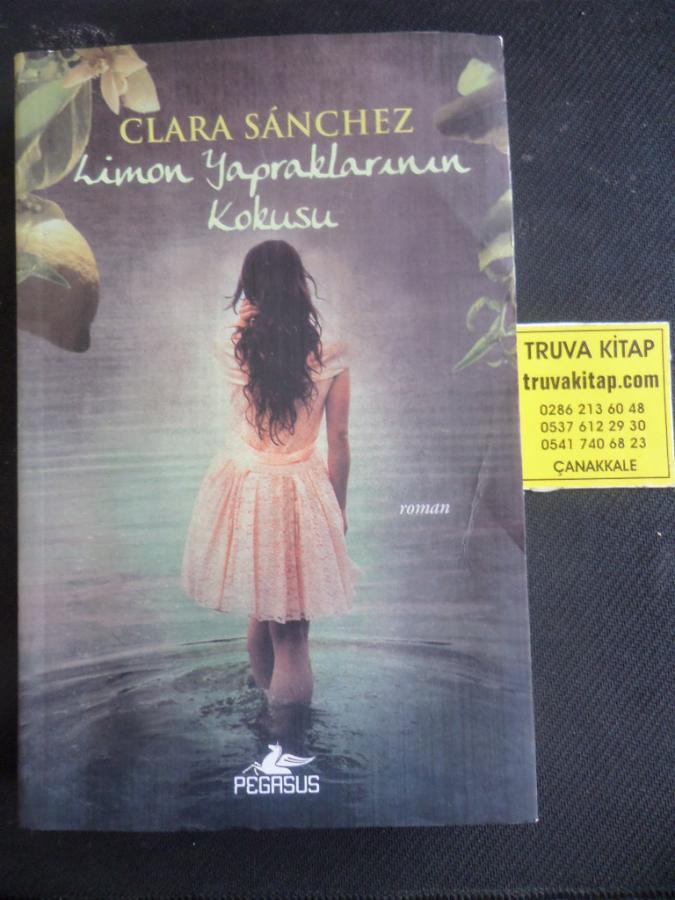 CLARA SÁNCHEZ
Limon Yapraklarının
Kokusu
roman
PEGASUS
TRUVA KİTAP
truvakitap.com
0286 213 60 48
0537 612 29 30
0541 740 68 23
ÇANAKKALE